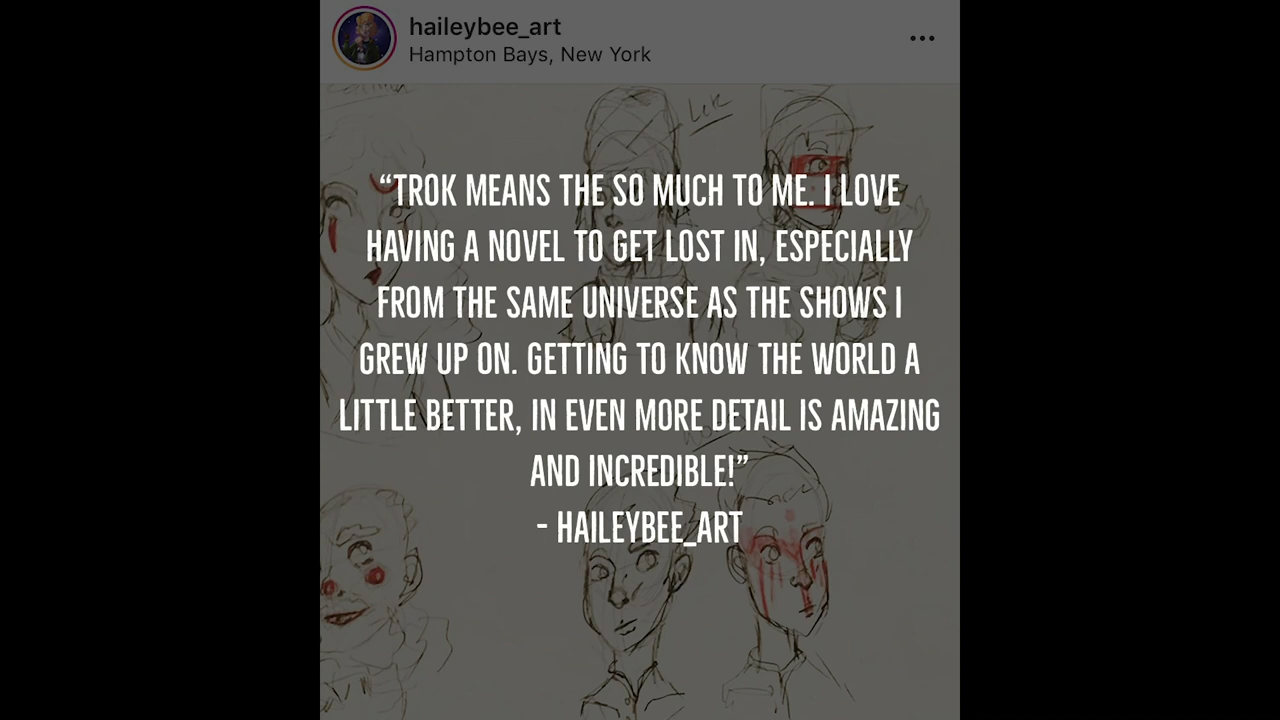 haileybee_art
Hampton Bays, New York
“TROK MEANS THE SO MUCH TO ME. I LOVE
HAVING A NOVEL TO GET LOST IN, ESPECIALLY
FROM THE SAME UNIVERSE AS THE SHOWS I
GREW UP ON. GETTING TO KNOW THE WORLD A
LITTLE BETTER, IN EVEN MORE DETAIL IS AMAZING
AND INCREDIBLE!”
- HAILEYBEE_ART